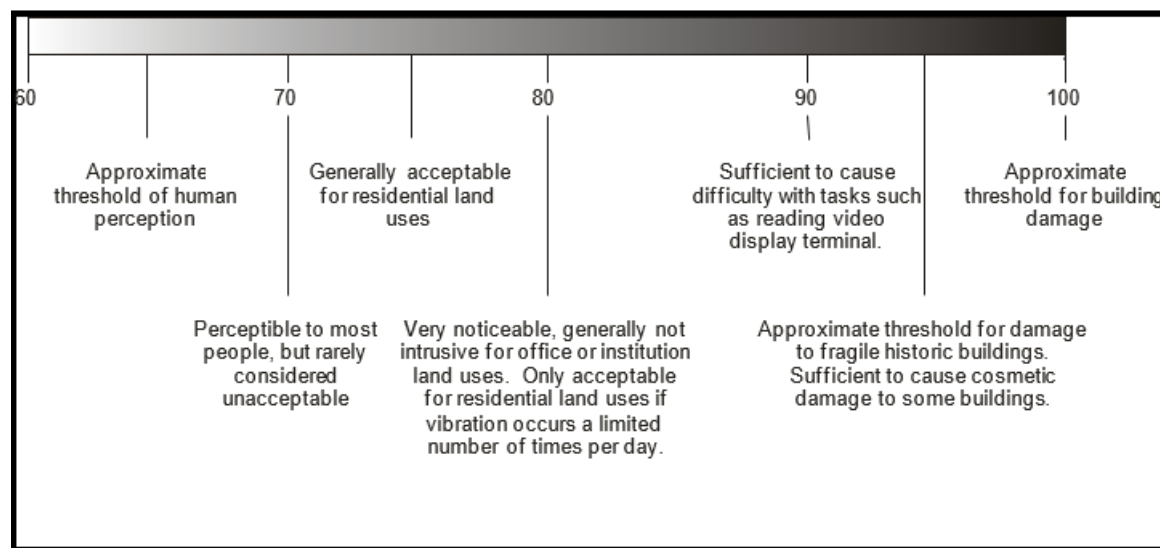 60 70 80 90 100
Approximate
threshold of human
perception
Generally acceptable
for residential land
uses
Sufficient to cause
difficulty with tasks such
as reading video
display terminal.
Approximate
threshold for building
damage
Perceptible to most
people, but rarely
considered
unacceptable
Very noticeable, generally not
intrusive for office or institution
land uses. Only acceptable
for residential land uses if
vibration occurs a limited
number of times per day.
Approximate threshold for damage
to fragile historic buildings.
Sufficient to cause cosmetic
damage to some buildings.